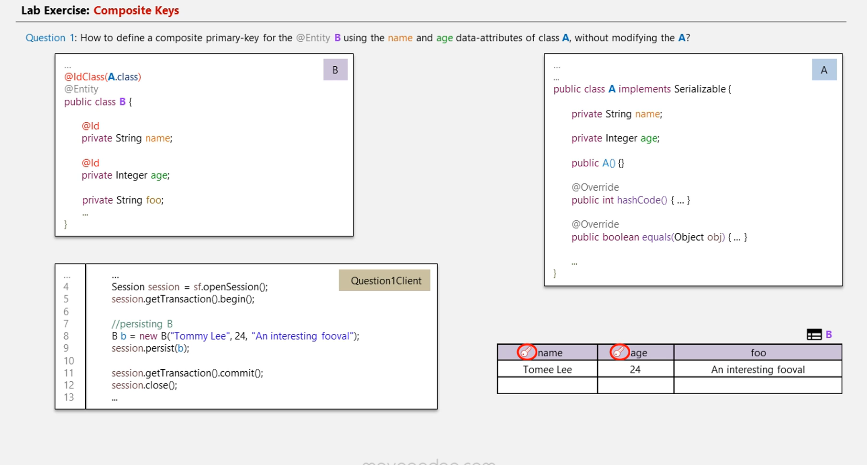 Lab Exercise: Composite Keys
Question 1: How to define a composite primary-key for the @Entity B using the name and age data-attributes of class A, without modifying the A?
... B
@IdClass(A.class)
@Entity
public class B {
@Id
private String name;
@Id
private Integer age;
private String foo;
...
}
... A
...
public class A implements Serializable {
private String name;
private Integer age;
public A() {}
@Override
public int hashCode() { ... }
@Override
public boolean equals(Object obj) { ... }
...
}
... ... Question1Client
4 Session session = sf.openSession();
5 session.getTransaction().begin();
6
7 //persisting B
8 B b = new B("Tommy Lee", 24, "An interesting fooval");
9 session.persist(b);
10
11 session.getTransaction().commit();
12 session.close();
13 ...
B
name age foo
Tomee Lee 24 An interesting fooval